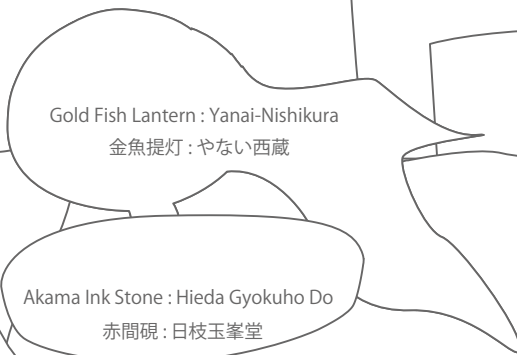 Gold Fish Lantern : Yanai-Nishikura
金魚提灯 : やない西蔵
Akama Ink Stone : Hieda Gyokuho Do
赤間硯 : 日枝玉峯堂